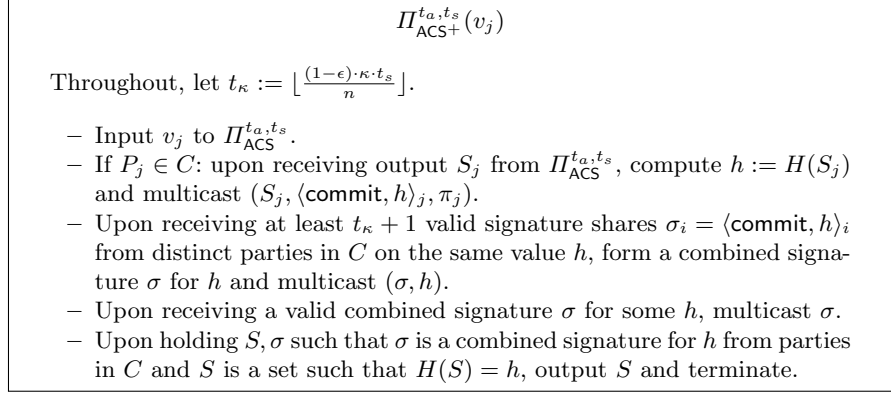 Π^{t_a,t_s}_{ACS^+}(v_j)
Throughout, let t_κ := ⌊(1−ϵ)·κ·t_s / n⌋.
– Input v_j to Π^{t_a,t_s}_{ACS}.
– If P_j ∈ C: upon receiving output S_j from Π^{t_a,t_s}_{ACS}, compute h := H(S_j)
and multicast (S_j, ⟨commit, h⟩_j, π_j).
– Upon receiving at least t_κ + 1 valid signature shares σ_i = ⟨commit, h⟩_i
from distinct parties in C on the same value h, form a combined signa-
ture σ for h and multicast (σ, h).
– Upon receiving a valid combined signature σ for some h, multicast σ.
– Upon holding S, σ such that σ is a combined signature for h from parties
in C and S is a set such that H(S) = h, output S and terminate.